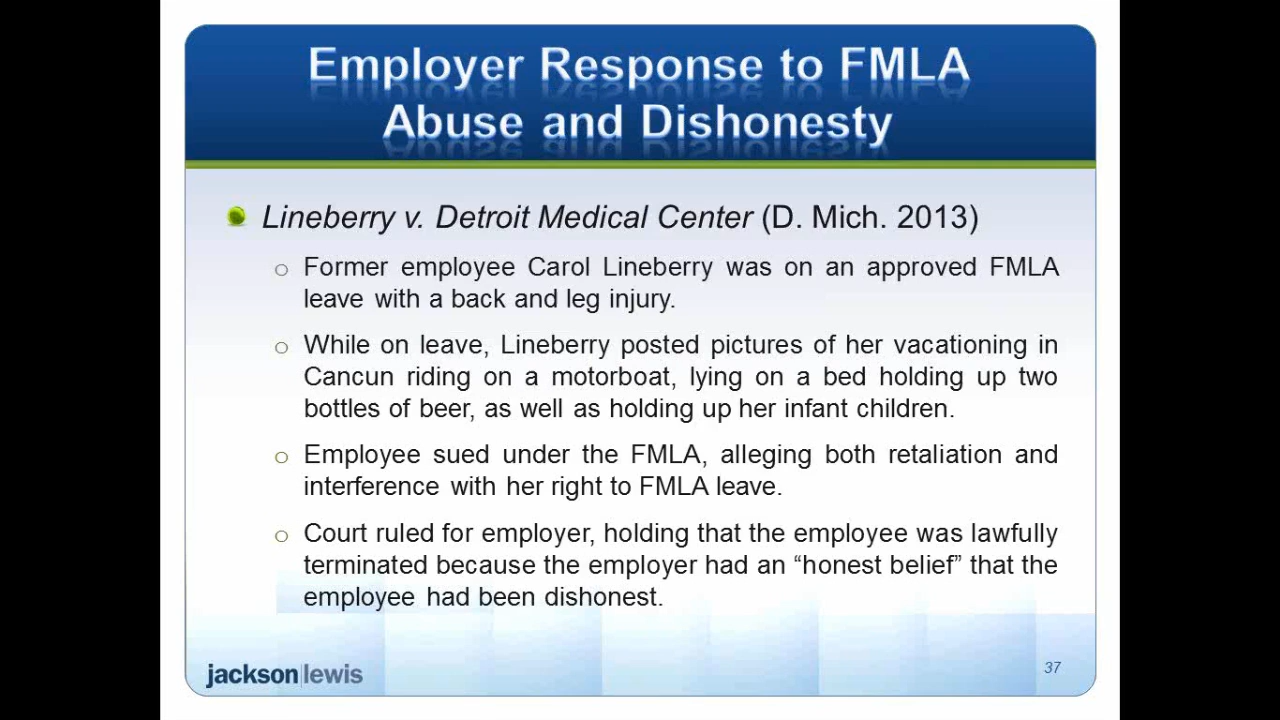 Employer Response to FMLA
Abuse and Dishonesty
Lineberry v. Detroit Medical Center (D. Mich. 2013)
Former employee Carol Lineberry was on an approved FMLA
leave with a back and leg injury.
While on leave, Lineberry posted pictures of her vacationing in
Cancun riding on a motorboat, lying on a bed holding up two
bottles of beer, as well as holding up her infant children.
Employee sued under the FMLA, alleging both retaliation and
interference with her right to FMLA leave.
Court ruled for employer, holding that the employee was lawfully
terminated because the employer had an “honest belief” that the
employee had been dishonest.
jackson|lewis
37